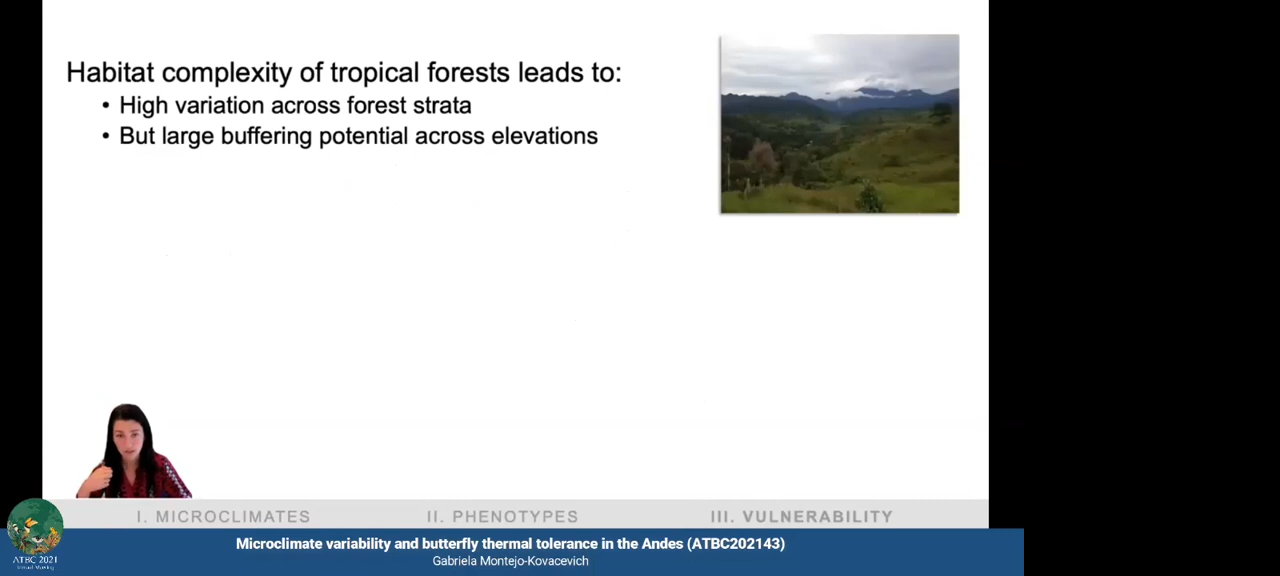 Habitat complexity of tropical forests leads to:
• High variation across forest strata
• But large buffering potential across elevations
I. MICROCLIMATES
II. PHENOTYPES
III. VULNERABILITY
ATBC 2021
Microclimate variability and butterfly thermal tolerance in the Andes (ATBC202143)
Gabriela Montejo-Kovacevich